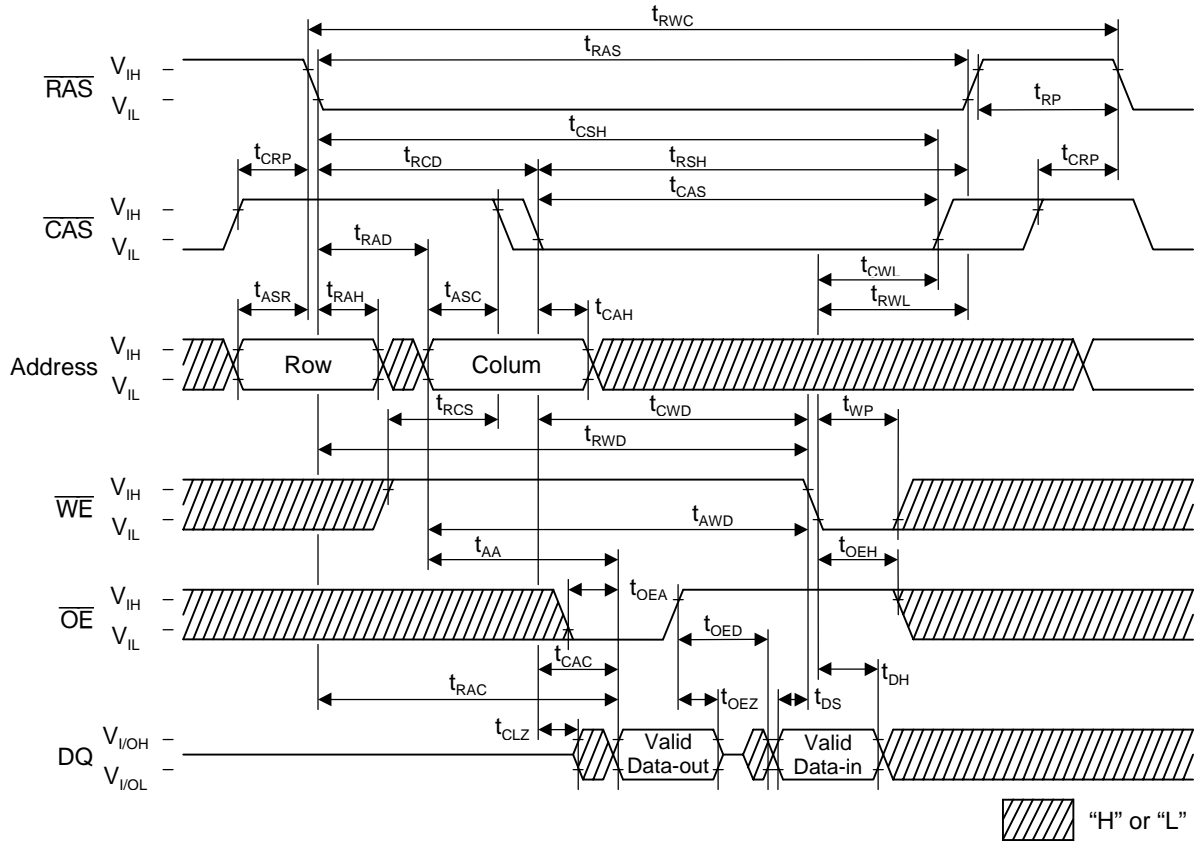 tRWC
tRAS
RAS
VIH
VIL
tRP
tCSH
tCRP
tRCD
tRSH
tCRP
tCAS
CAS
VIH
VIL
tRAD
tCWL
tASR
tRAH
tASC
tRWL
tCAH
Address
VIH
VIL
Row
Colum
tRCS
tCWD
tWP
tRWD
WE
VIH
VIL
tAWD
tAA
tOEH
OE
VIH
VIL
tOEA
tOED
tCAC
tDH
tRAC
tOEZ
tDS
tCLZ
DQ
VI/OH
VI/OL
Valid
Data-out
Valid
Data-in
“H” or “L”